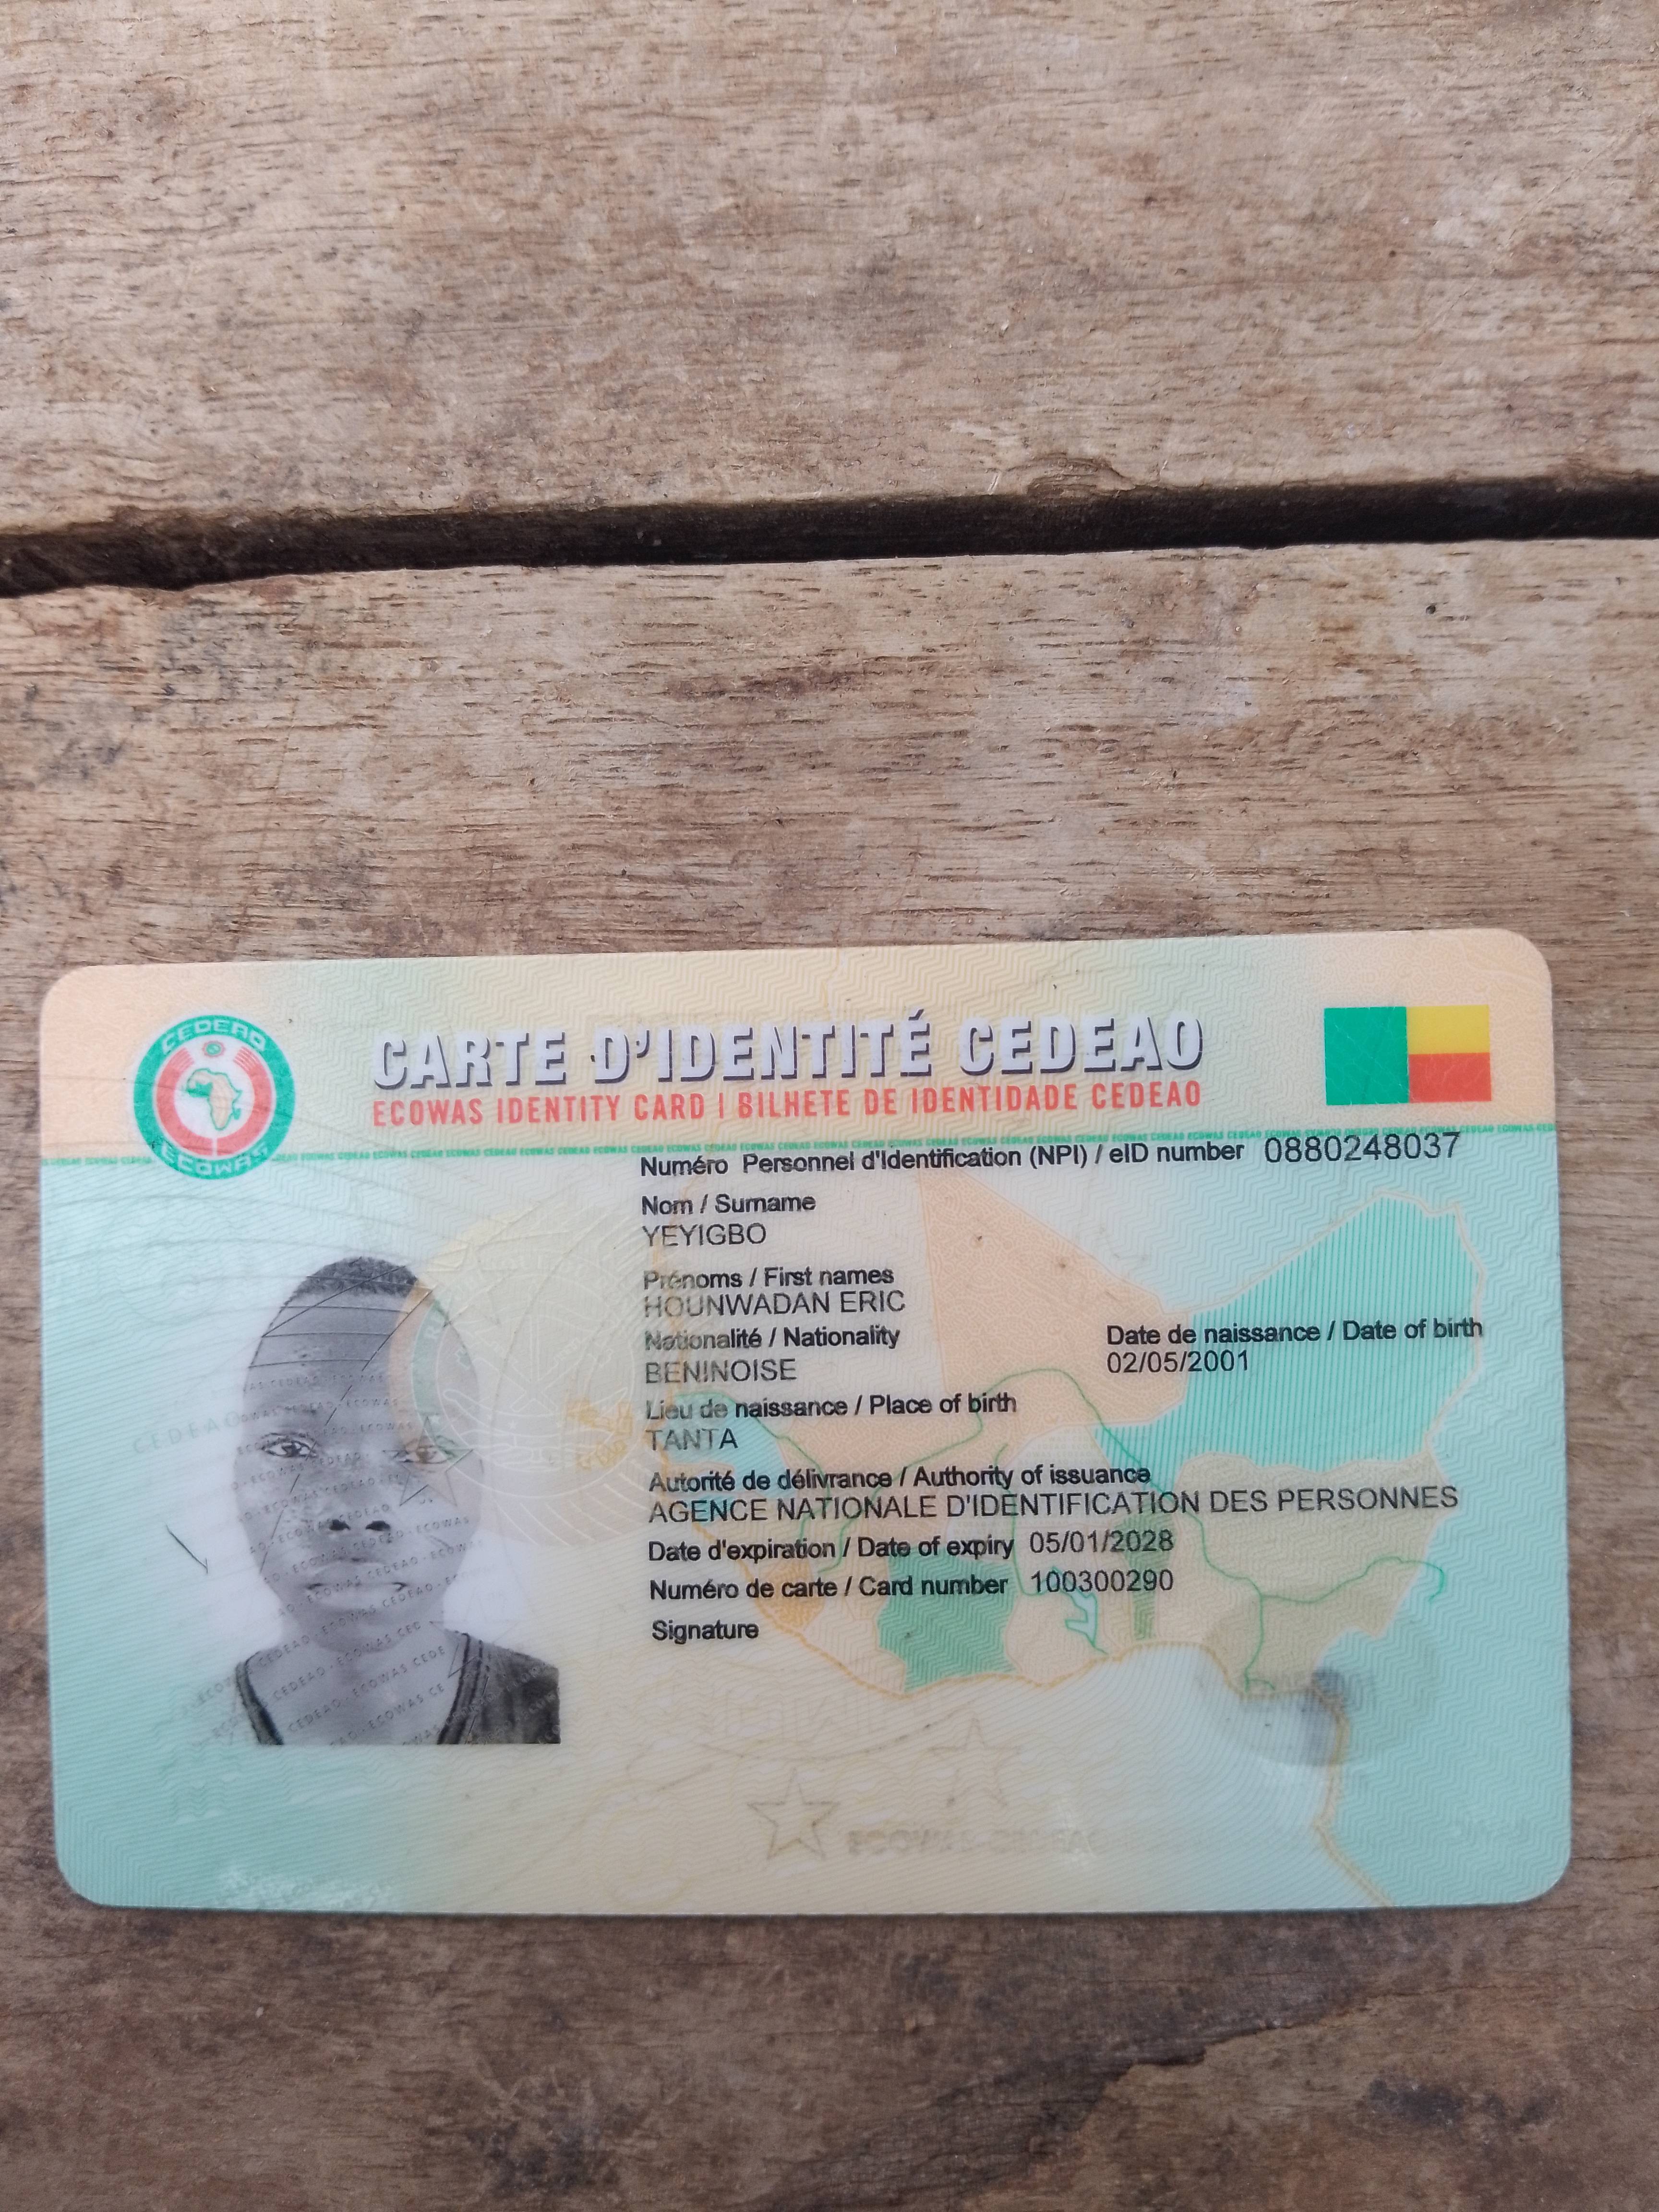 CEDEAO
ECOWAS
CARTE D'IDENTITÉ CEDEAO
ECOWAS IDENTITY CARD | BILHETE DE IDENTIDADE CEDEAO
Numéro Personnel d'Identification (NPI) / eID number 0880248037
Nom / Surname
YEYIGBO
Prénoms / First names
HOUNWADAN ERIC
Nationalité / Nationality
BENINOISE
Date de naissance / Date of birth
02/05/2001
Lieu de naissance / Place of birth
TANTA
Autorité de délivrance / Authority of issuance
AGENCE NATIONALE D'IDENTIFICATION DES PERSONNES
Date d'expiration / Date of expiry 05/01/2028
Numéro de carte / Card number 100300290
Signature